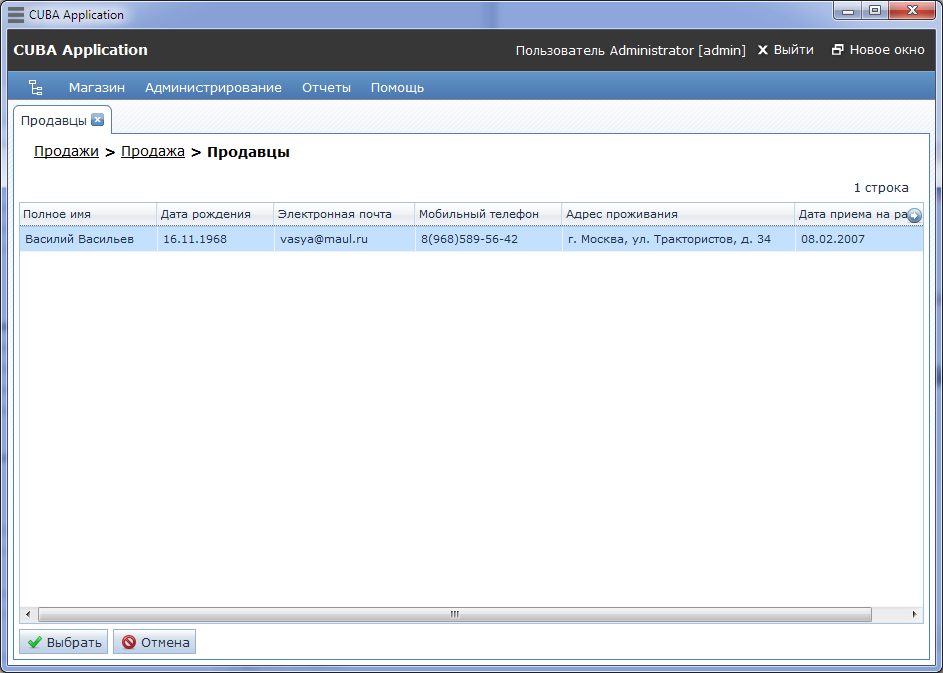 CUBA Application
CUBA Application Пользователь Administrator [admin] Выйти Новое окно
Магазин Администрирование Отчеты Помощь
Продавцы
Продажи > Продажа > Продавцы
1 строка
Полное имя Дата рождения Электронная почта Мобильный телефон Адрес проживания Дата приема на ра
Василий Васильев 16.11.1968 vasya@maul.ru 8(968)589-56-42 г. Москва, ул. Трактористов, д. 34 08.02.2007
Выбрать Отмена